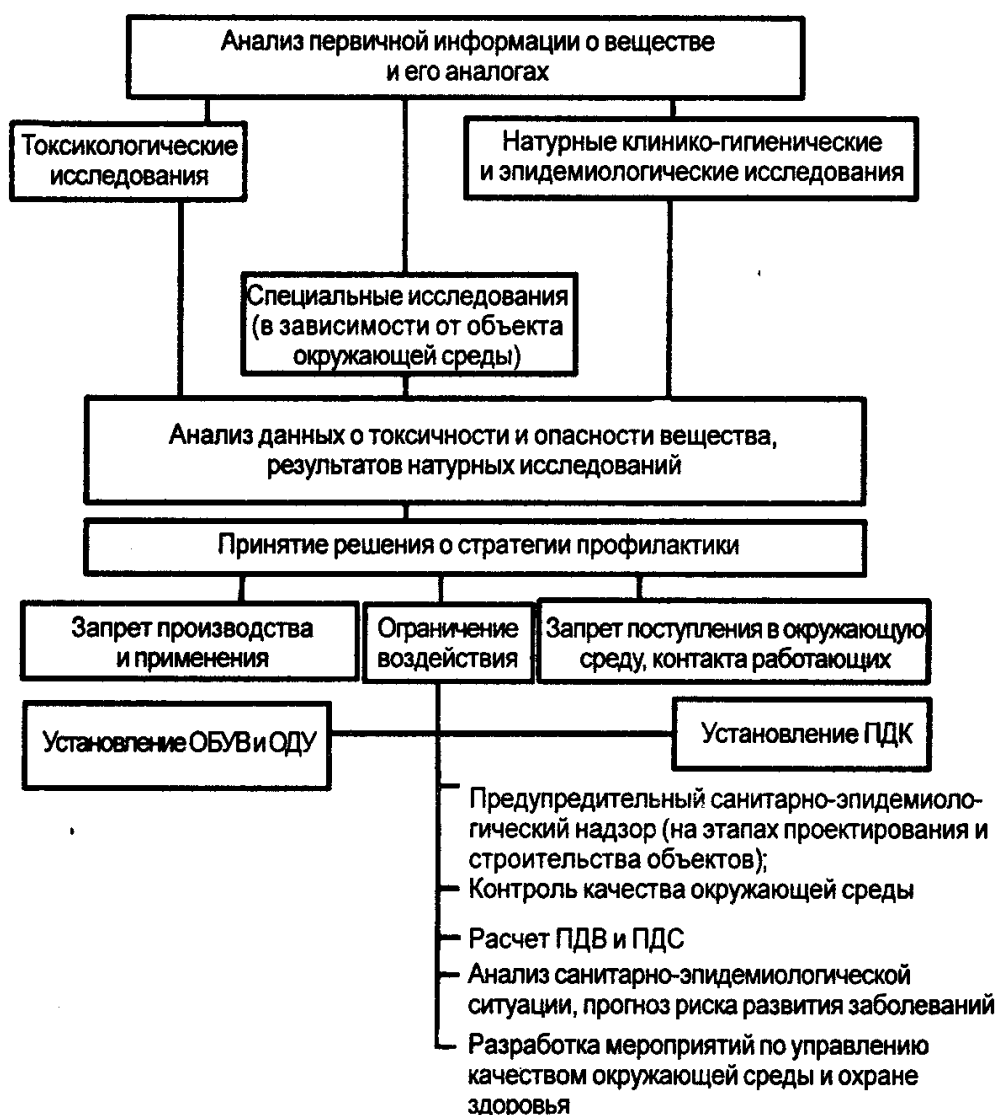 Анализ первичной информации о веществе
и его аналогах
Токсикологические
исследования
Натурные клинико-гигиенические
и эпидемиологические исследования
Специальные исследования
(в зависимости от объекта
окружающей среды)
Анализ данных о токсичности и опасности вещества,
результатов натурных исследований
Принятие решения о стратегии профилактики
Запрет производства
и применения
Ограничение
воздействия
Запрет поступления в окружающую
среду, контакта работающих
Установление ОБУВ и ОДУ
Установление ПДК
Предупредительный санитарно-эпидемиоло-
гический надзор (на этапах проектирования и
строительства объектов);
Контроль качества окружающей среды
Расчет ПДВ и ПДС
Анализ санитарно-эпидемиологической
ситуации, прогноз риска развития заболеваний
Разработка мероприятий по управлению
качеством окружающей среды и охране
здоровья